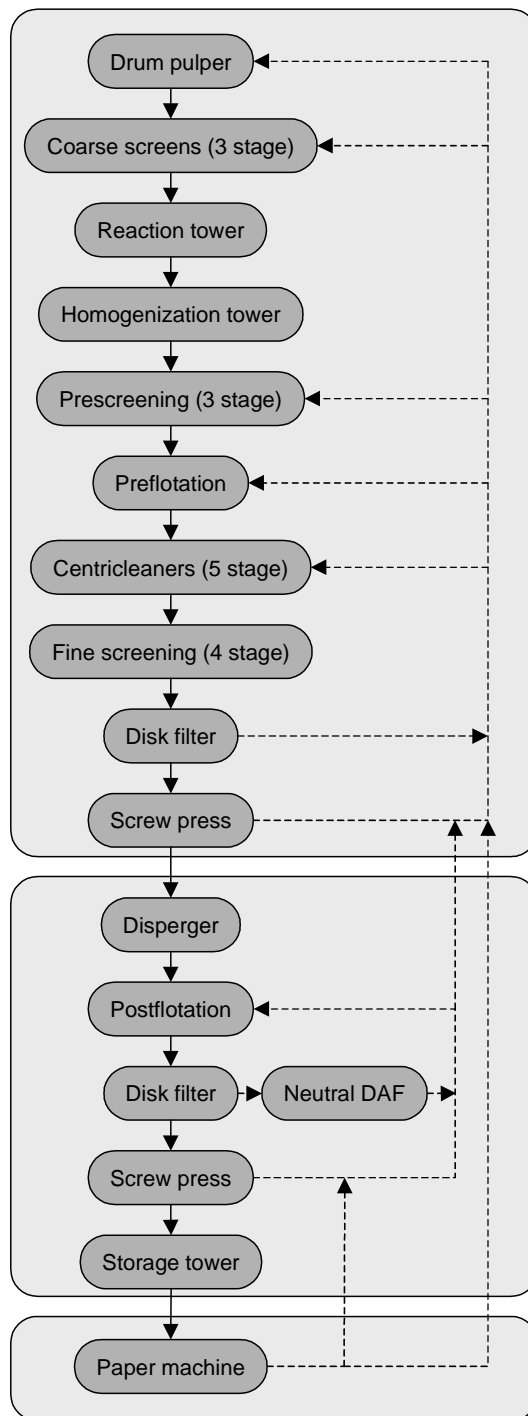 Drum pulper
Coarse screens (3 stage)
Reaction tower
Homogenization tower
Prescreening (3 stage)
Preflotation
Centricleaners (5 stage)
Fine screening (4 stage)
Disk filter
Screw press
Disperger
Postflotation
Disk filter
Neutral DAF
Screw press
Storage tower
Paper machine